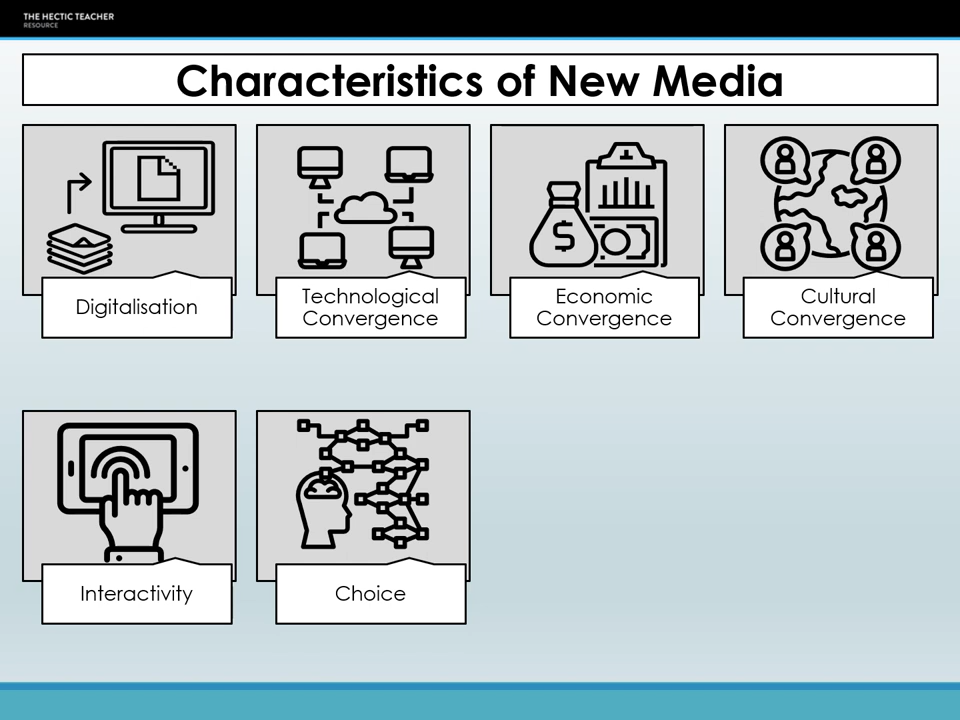 THE HECTIC TEACHER
RESOURCE
Characteristics of New Media
Digitalisation
Technological
Convergence
Economic
Convergence
Cultural
Convergence
Interactivity
Choice